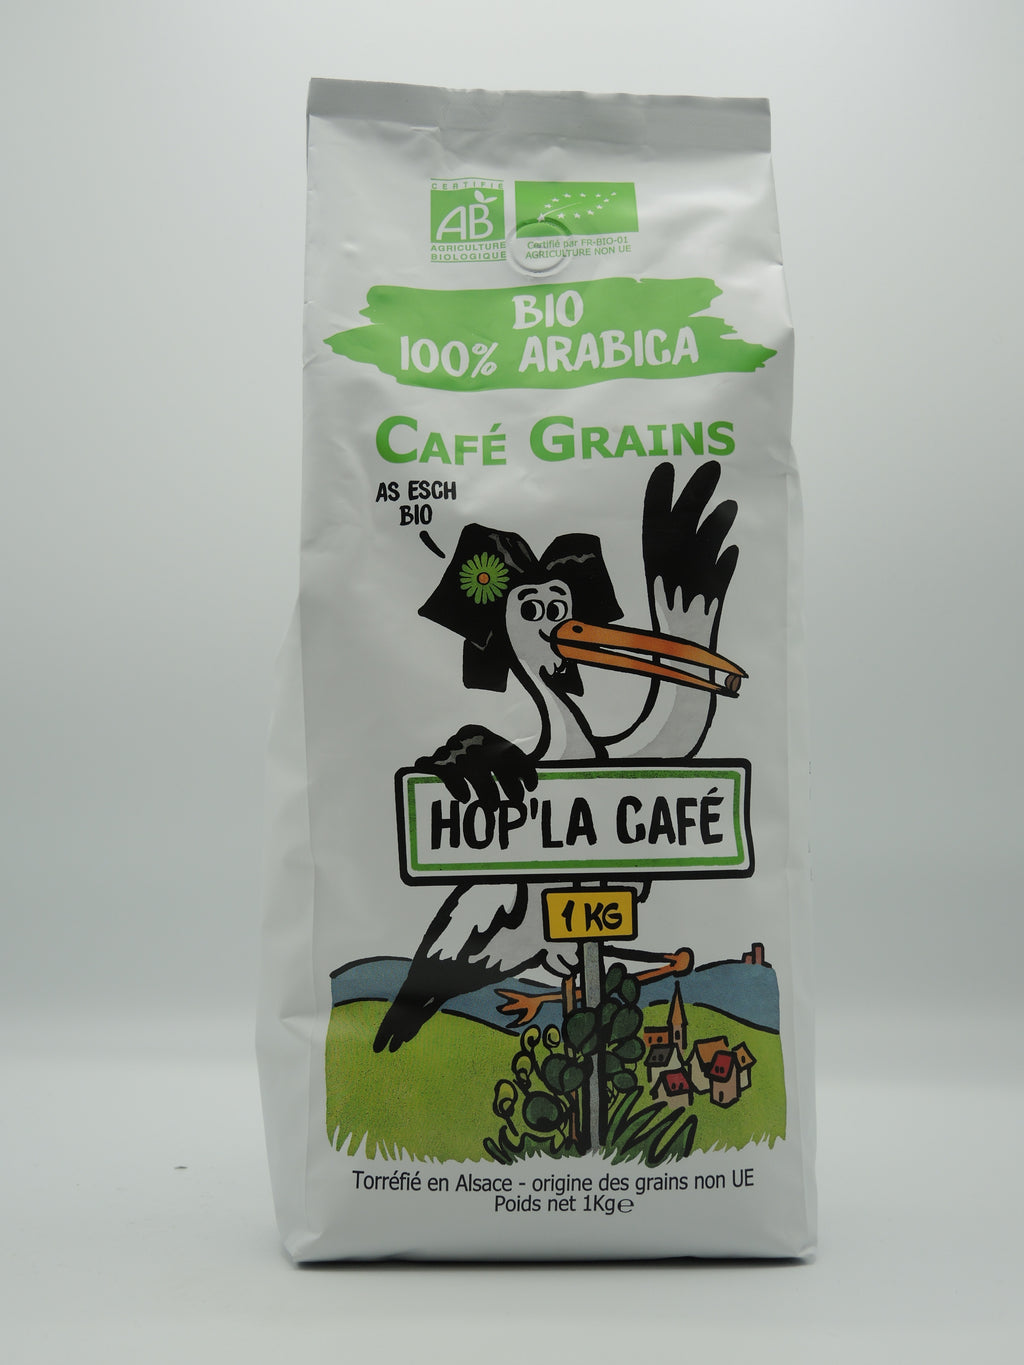 CERTIFIÉ
AB
AGRICULTURE
BIOLOGIQUE
Certifié par FR-BIO-01
AGRICULTURE NON UE
BIO
100% ARABICA
CAFÉ GRAINS
AS ESCH
BIO
HOP'LA CAFÉ
1 KG
Torréfié en Alsace - origine des grains non UE
Poids net 1Kg℮